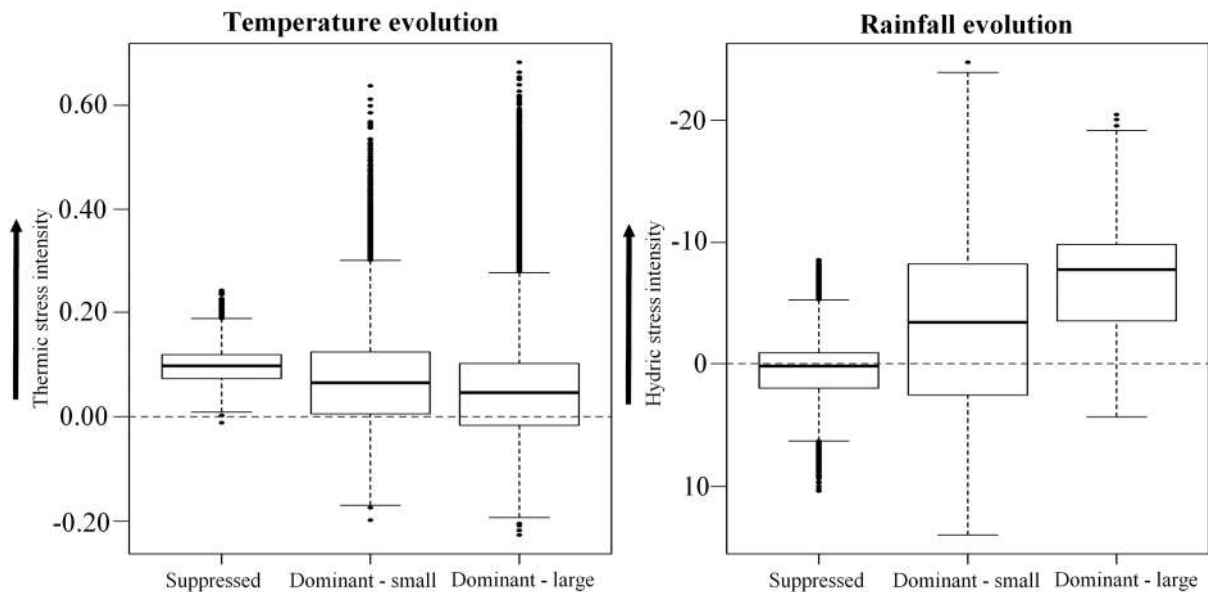 Temperature evolution
0.60
0.40
0.20
0.00
-0.20
Thermic stress intensity
Suppressed
Dominant - small
Dominant - large
Rainfall evolution
-20
-10
0
10
Hydric stress intensity
Suppressed
Dominant - small
Dominant - large